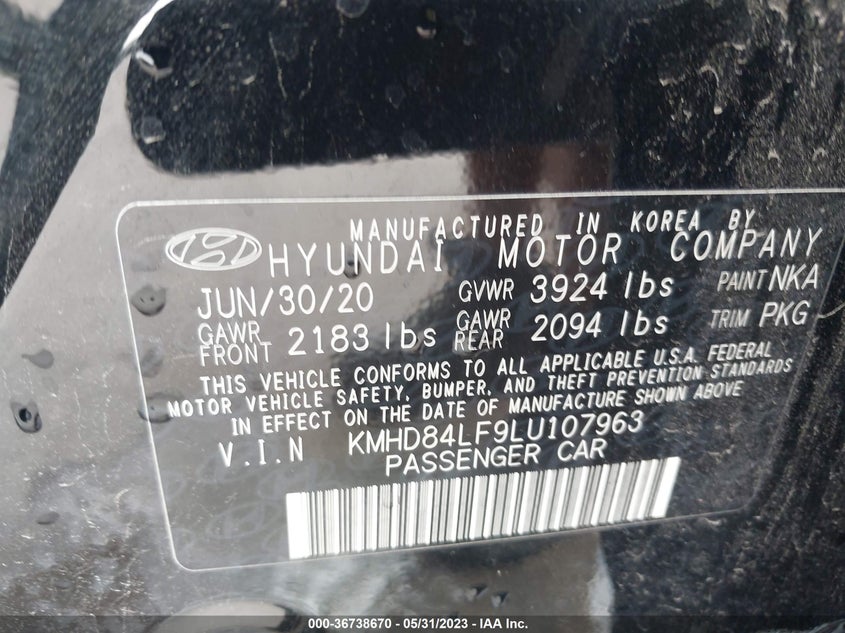 MANUFACTURED IN KOREA BY
HYUNDAI MOTOR COMPANY
JUN/30/20 GVWR 3924 lbs PAINT NKA
GAWR FRONT 2183 lbs GAWR REAR 2094 lbs TRIM PKG
THIS VEHICLE CONFORMS TO ALL APPLICABLE U.S.A. FEDERAL
MOTOR VEHICLE SAFETY, BUMPER, AND THEFT PREVENTION STANDARDS
IN EFFECT ON THE DATE OF MANUFACTURE SHOWN ABOVE
V.I.N KMHD84LF9LU107963
PASSENGER CAR
000-36738670 - 05/31/2023 - IAA Inc.